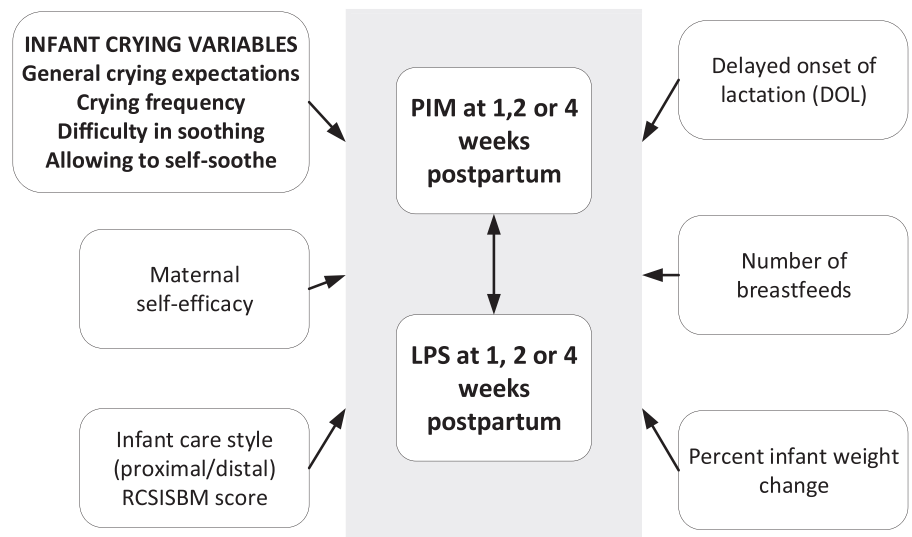 INFANT CRYING VARIABLES
General crying expectations
Crying frequency
Difficulty in soothing
Allowing to self-soothe
Maternal
self-efficacy
Infant care style
(proximal/distal)
RCSISBM score
PIM at 1,2 or 4
weeks
postpartum
LPS at 1, 2 or 4
weeks
postpartum
Delayed onset of
lactation (DOL)
Number of
breastfeeds
Percent infant weight
change